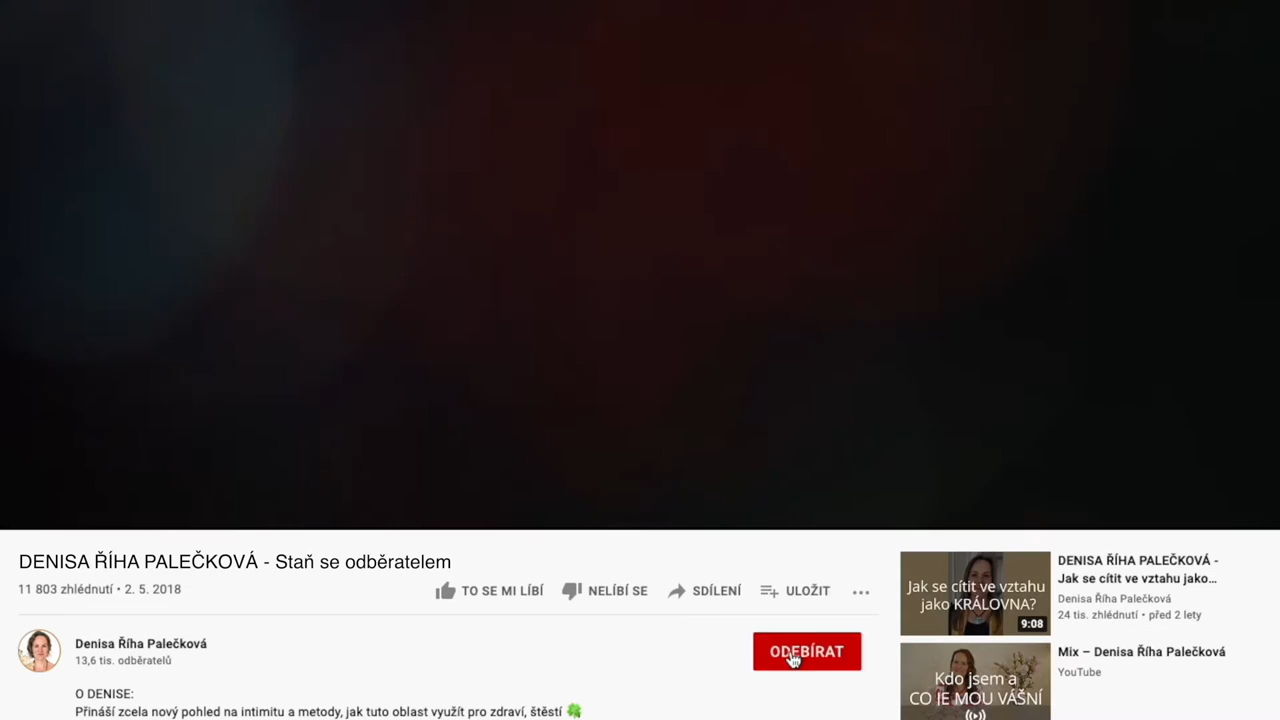 DENISA ŘÍHA PALEČKOVÁ - Staň se odběratelem
11 803 zhlédnutí • 2. 5. 2018
TO SE MI LÍBÍ
NELÍBÍ SE
SDÍLENÍ
ULOŽIT
Denisa Říha Palečková
13,6 tis. odběratelů
ODEBÍRAT
O DENISE:
Přináší zcela nový pohled na intimitu a metody, jak tuto oblast využít pro zdraví, štěstí 🍀
Jak se cítit ve vztahu
jako KRÁLOVNA?
9:08
DENISA ŘÍHA PALEČKOVÁ -
Jak se cítit ve vztahu jako...
Denisa Říha Palečková
24 tis. zhlédnutí • před 2 lety
Kdo jsem a
CO JE MOU VÁŠNÍ
Mix – Denisa Říha Palečková
YouTube